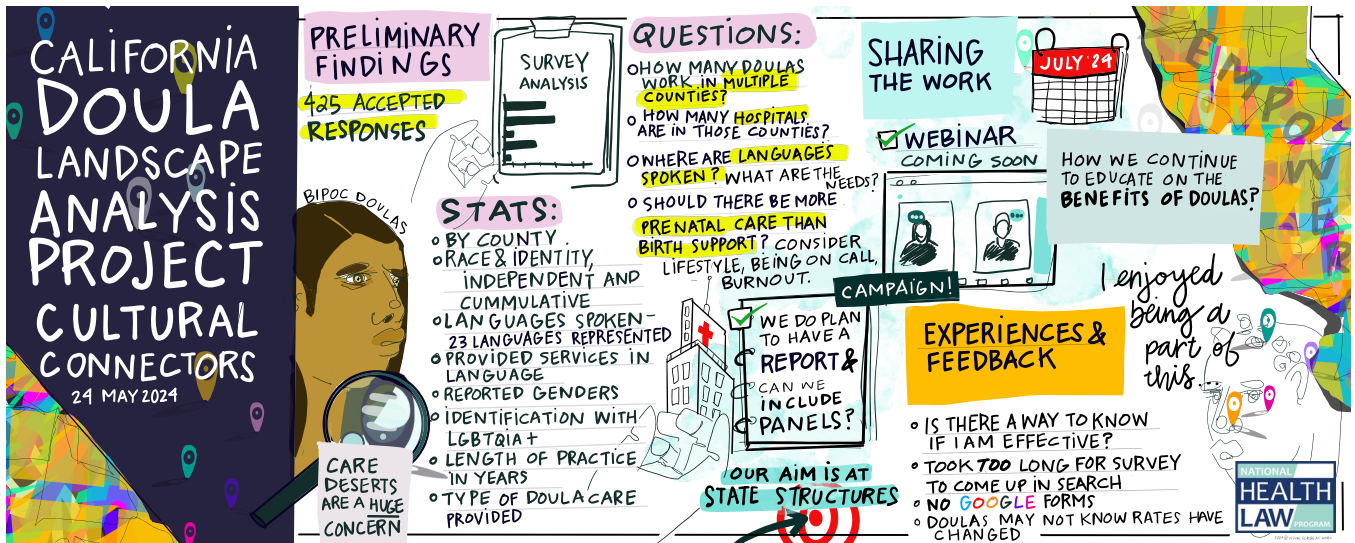 CALIFORNIA
DOULA
LANDSCAPE
ANALYSIS
PROJECT
CULTURAL
CONNECTORS
24 MAY 2024
PRELIMINARY
FINDINGS
425 ACCEPTED
RESPONSES
SURVEY
ANALYSIS
BIPOC DOULAS
CARE
DESERTS
ARE A HUGE
CONCERN
STATS:
BY COUNTY
RACE & IDENTITY,
INDEPENDENT AND
CUMMULATIVE
LANGUAGES SPOKEN -
23 LANGUAGES REPRESENTED
PROVIDED SERVICES IN
LANGUAGE
REPORTED GENDERS
IDENTIFICATION WITH
LGBTQIA+
LENGTH OF PRACTICE
IN YEARS
TYPE OF DOULA CARE
PROVIDED
QUESTIONS:
HOW MANY DOULAS
WORK IN MULTIPLE
COUNTIES?
HOW MANY HOSPITALS
ARE IN THOSE COUNTIES?
WHERE ARE LANGUAGES
SPOKEN? WHAT ARE THE
NEEDS?
SHOULD THERE BE MORE
PRENATAL CARE THAN
BIRTH SUPPORT? CONSIDER
LIFESTYLE, BEING ON CALL,
BURNOUT.
SHARING
THE WORK
JULY '24
WEBINAR
COMING SOON
CAMPAIGN!
WE DO PLAN
TO HAVE A
REPORT &
CAN WE
INCLUDE
PANELS?
OUR AIM IS AT
STATE STRUCTURES
EMPOWER
HOW WE CONTINUE
TO EDUCATE ON THE
BENEFITS OF DOULAS?
I enjoyed
being a
part of
this...
EXPERIENCES &
FEEDBACK
IS THERE A WAY TO KNOW
IF I AM EFFECTIVE?
TOOK TOO LONG FOR SURVEY
TO COME UP IN SEARCH
NO GOOGLE FORMS
DOULAS MAY NOT KNOW RATES HAVE
CHANGED
NATIONAL
HEALTH
LAW PROGRAM